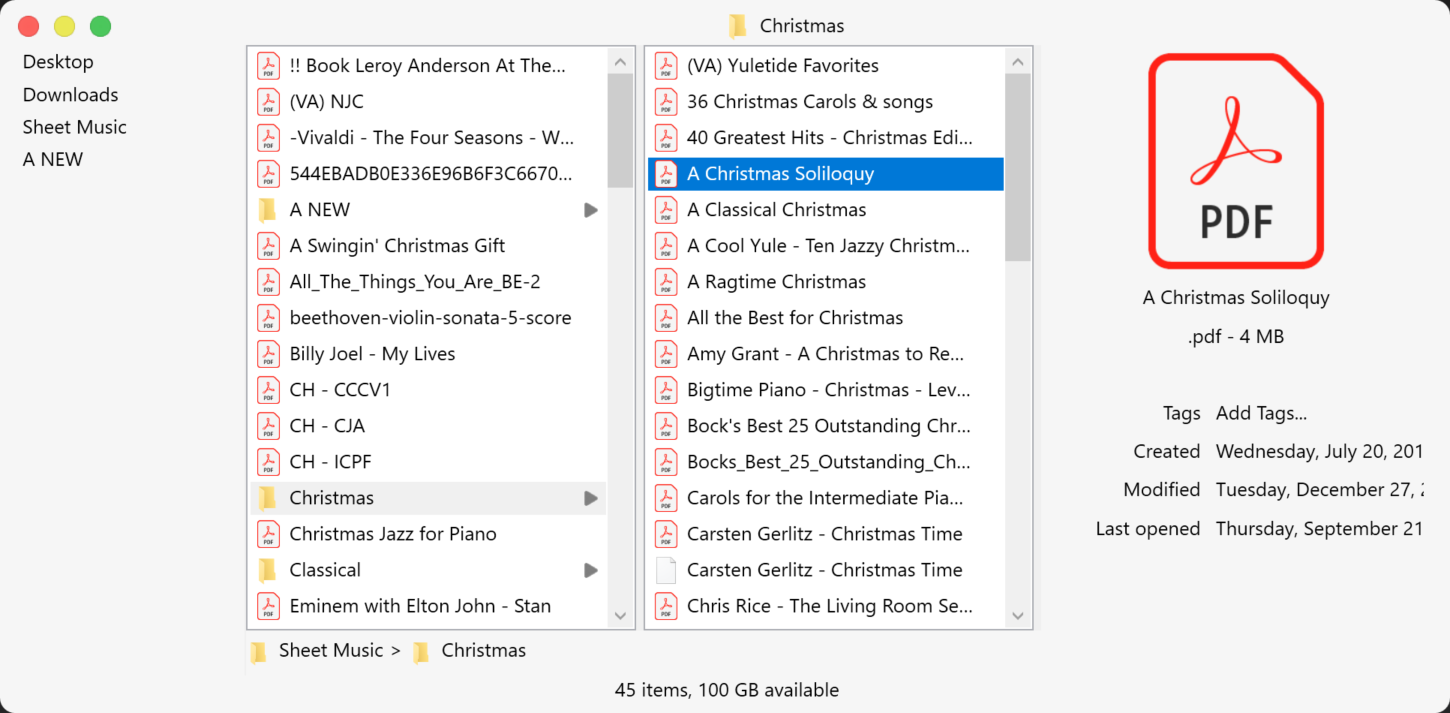 Christmas
Desktop
Downloads
Sheet Music
A NEW
!! Book Leroy Anderson At The...
(VA) NJC
-Vivaldi - The Four Seasons - W...
544EBADB0E336E96B6F3C6670...
A NEW
A Swingin' Christmas Gift
All_The_Things_You_Are_BE-2
beethoven-violin-sonata-5-score
Billy Joel - My Lives
CH - CCCV1
CH - CJA
CH - ICPF
Christmas
Christmas Jazz for Piano
Classical
Eminem with Elton John - Stan
(VA) Yuletide Favorites
36 Christmas Carols & songs
40 Greatest Hits - Christmas Edi...
A Christmas Soliloquy
A Classical Christmas
A Cool Yule - Ten Jazzy Christm...
A Ragtime Christmas
All the Best for Christmas
Amy Grant - A Christmas to Re...
Bigtime Piano - Christmas - Lev...
Bock's Best 25 Outstanding Chr...
Bocks_Best_25_Outstanding_Ch...
Carols for the Intermediate Pia...
Carsten Gerlitz - Christmas Time
Carsten Gerlitz - Christmas Time
Chris Rice - The Living Room Se...
PDF
A Christmas Soliloquy
.pdf - 4 MB
Tags Add Tags...
Created Wednesday, July 20, 201
Modified Tuesday, December 27,
Last opened Thursday, September 21
Sheet Music > Christmas
45 items, 100 GB available